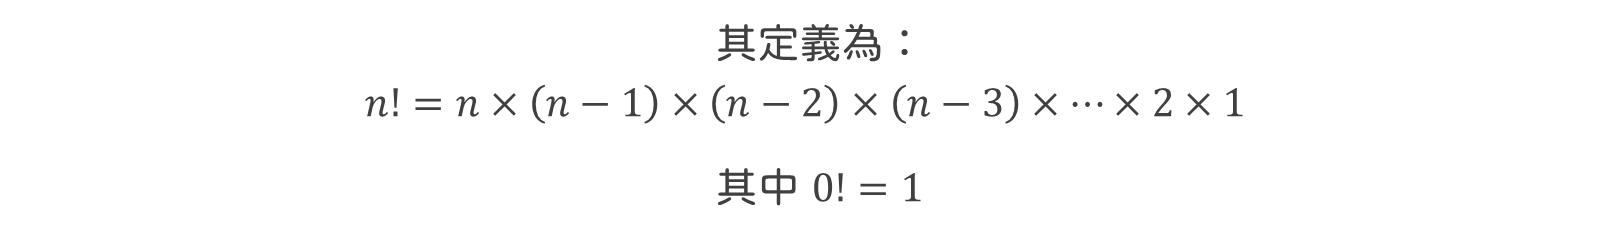 其定義為：
n! = n × (n − 1) × (n − 2) × (n − 3) × ⋯ × 2 × 1
其中 0! = 1